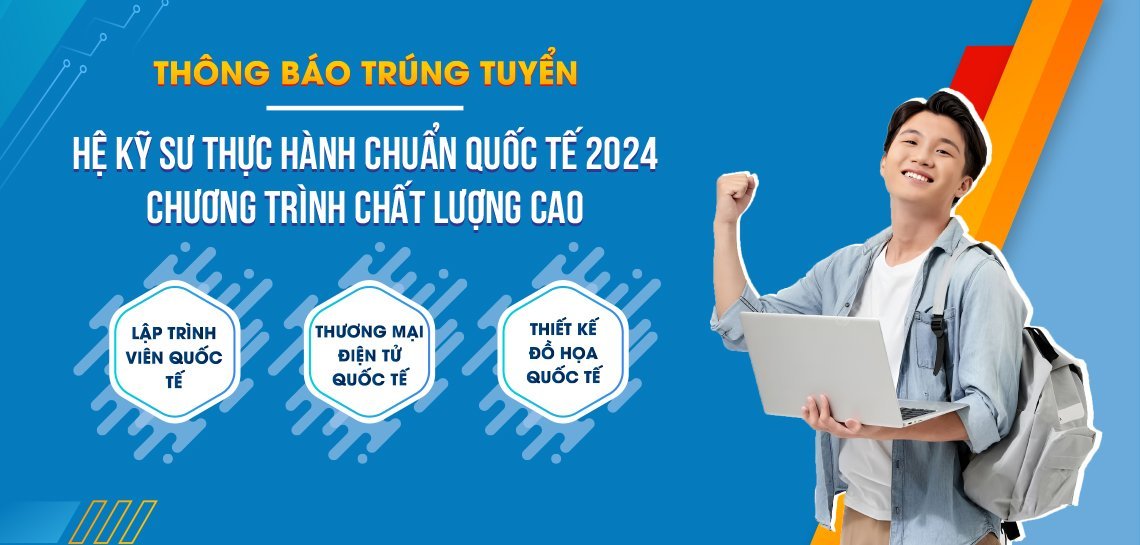 THÔNG BÁO TRÚNG TUYỂN
HỆ KỸ SƯ THỰC HÀNH CHUẨN QUỐC TẾ 2024
CHƯƠNG TRÌNH CHẤT LƯỢNG CAO
LẬP TRÌNH
VIÊN QUỐC
TẾ
THƯƠNG MẠI
ĐIỆN TỬ
QUỐC TẾ
THIẾT KẾ
ĐỒ HỌA
QUỐC TẾ